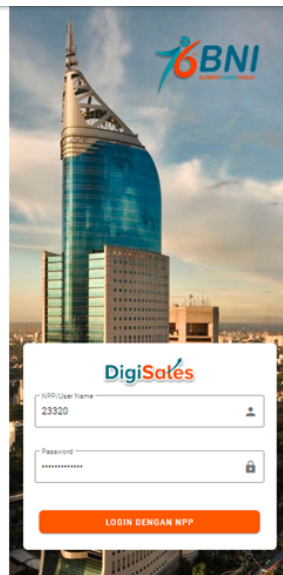 76BNI
DigiSales
NPP/User Name
23320
Password
LOGIN DENGAN NPP